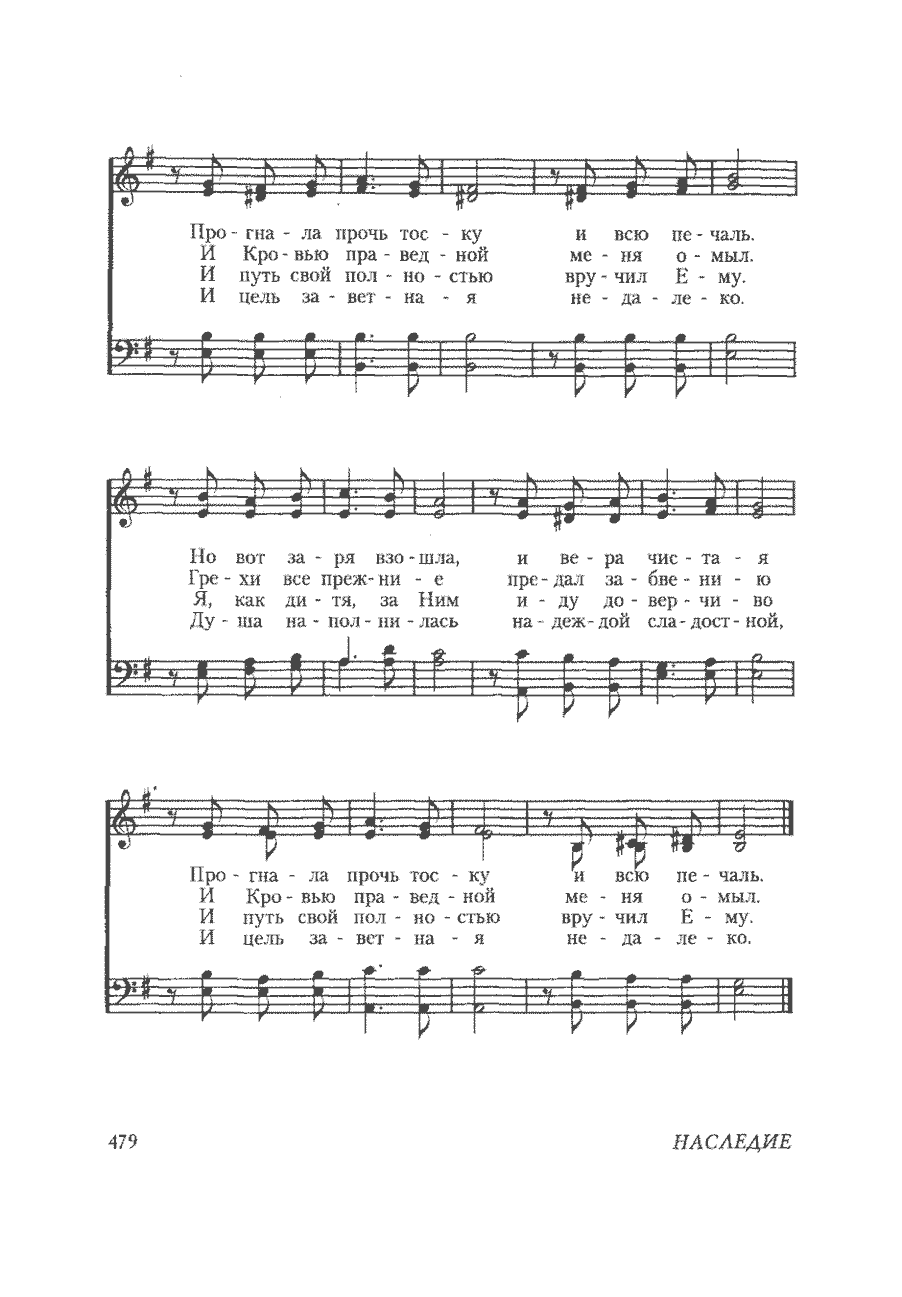 Про - гна - ла прочь тос - ку и всю пе - чаль.
И Кро - вью пра - вед - ной ме - ня о - мыл.
И путь свой пол - но - стью вру - чил Е - му.
И цель за - вет - на - я не - да - ле - ко.
Но вот за - ря взо - шла, и ве - ра чис - та - я
Гре - хи все преж - ни - е пре - дал за - бве - ни - ю
Я, как ди - тя, за Ним и - ду до - вер - чи - во
Ду - ша на - пол - ни - лась на - деж - дой сла - дост - ной,
Про - гна - ла прочь тос - ку и всю пе - чаль.
И Кро - вью пра - вед - ной ме - ня о - мыл.
И путь свой пол - но - стью вру - чил Е - му.
И цель за - вет - на - я не - да - ле - ко.
479 НАСЛЕДИЕ